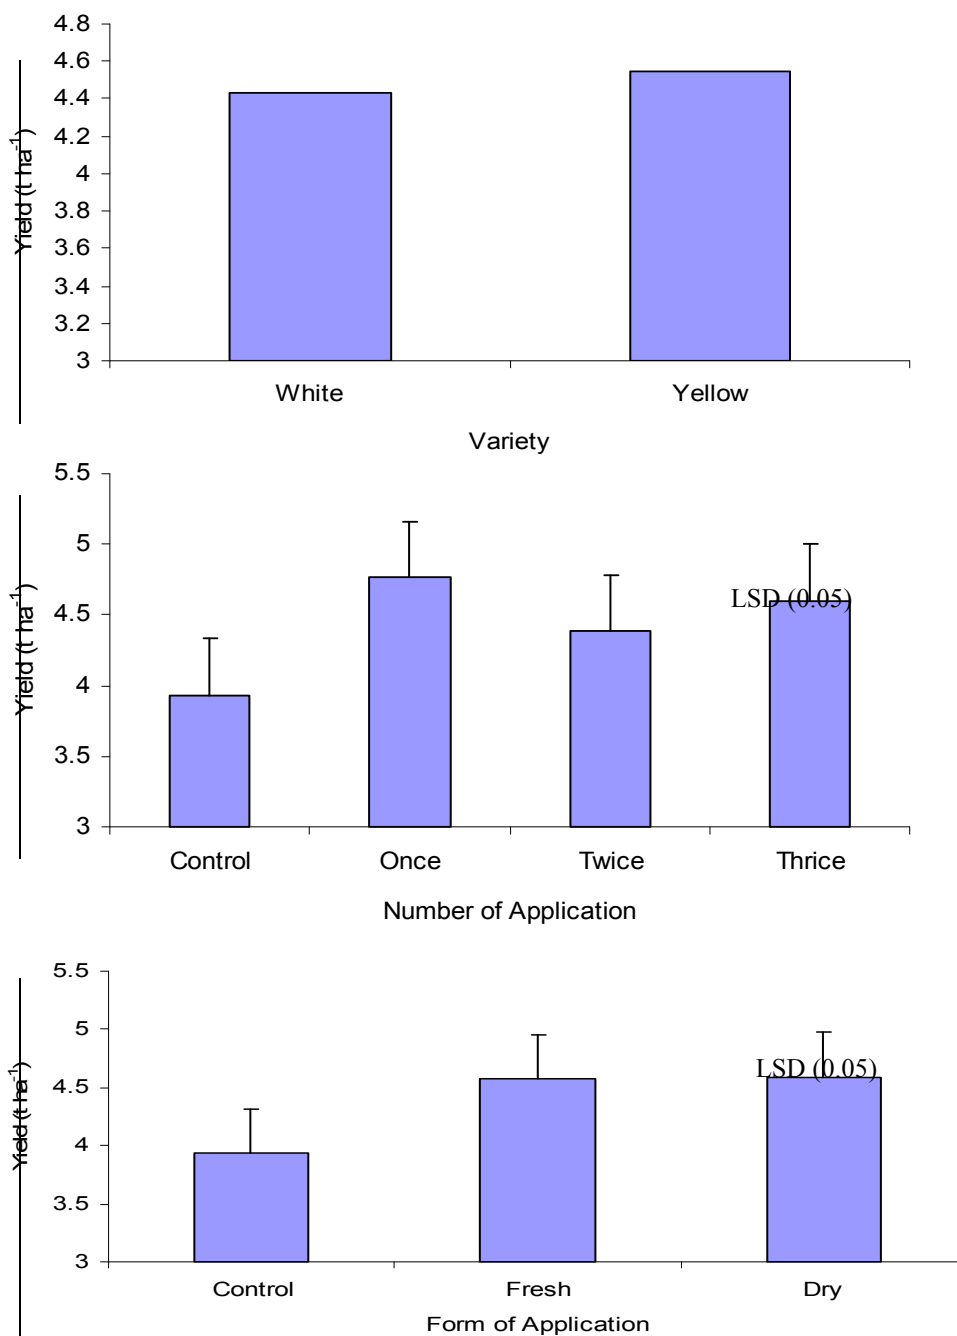 4.8
4.6
4.4
4.2
4
3.8
3.6
3.4
3.2
3
Yield (t ha-1)
White Yellow
Variety
5.5
5
4.5
4
3.5
3
Yield (t ha-1)
LSD (0.05)
Control Once Twice Thrice
Number of Application
5.5
5
4.5
4
3.5
3
Yield (t ha-1)
LSD (0.05)
Control Fresh Dry
Form of Application